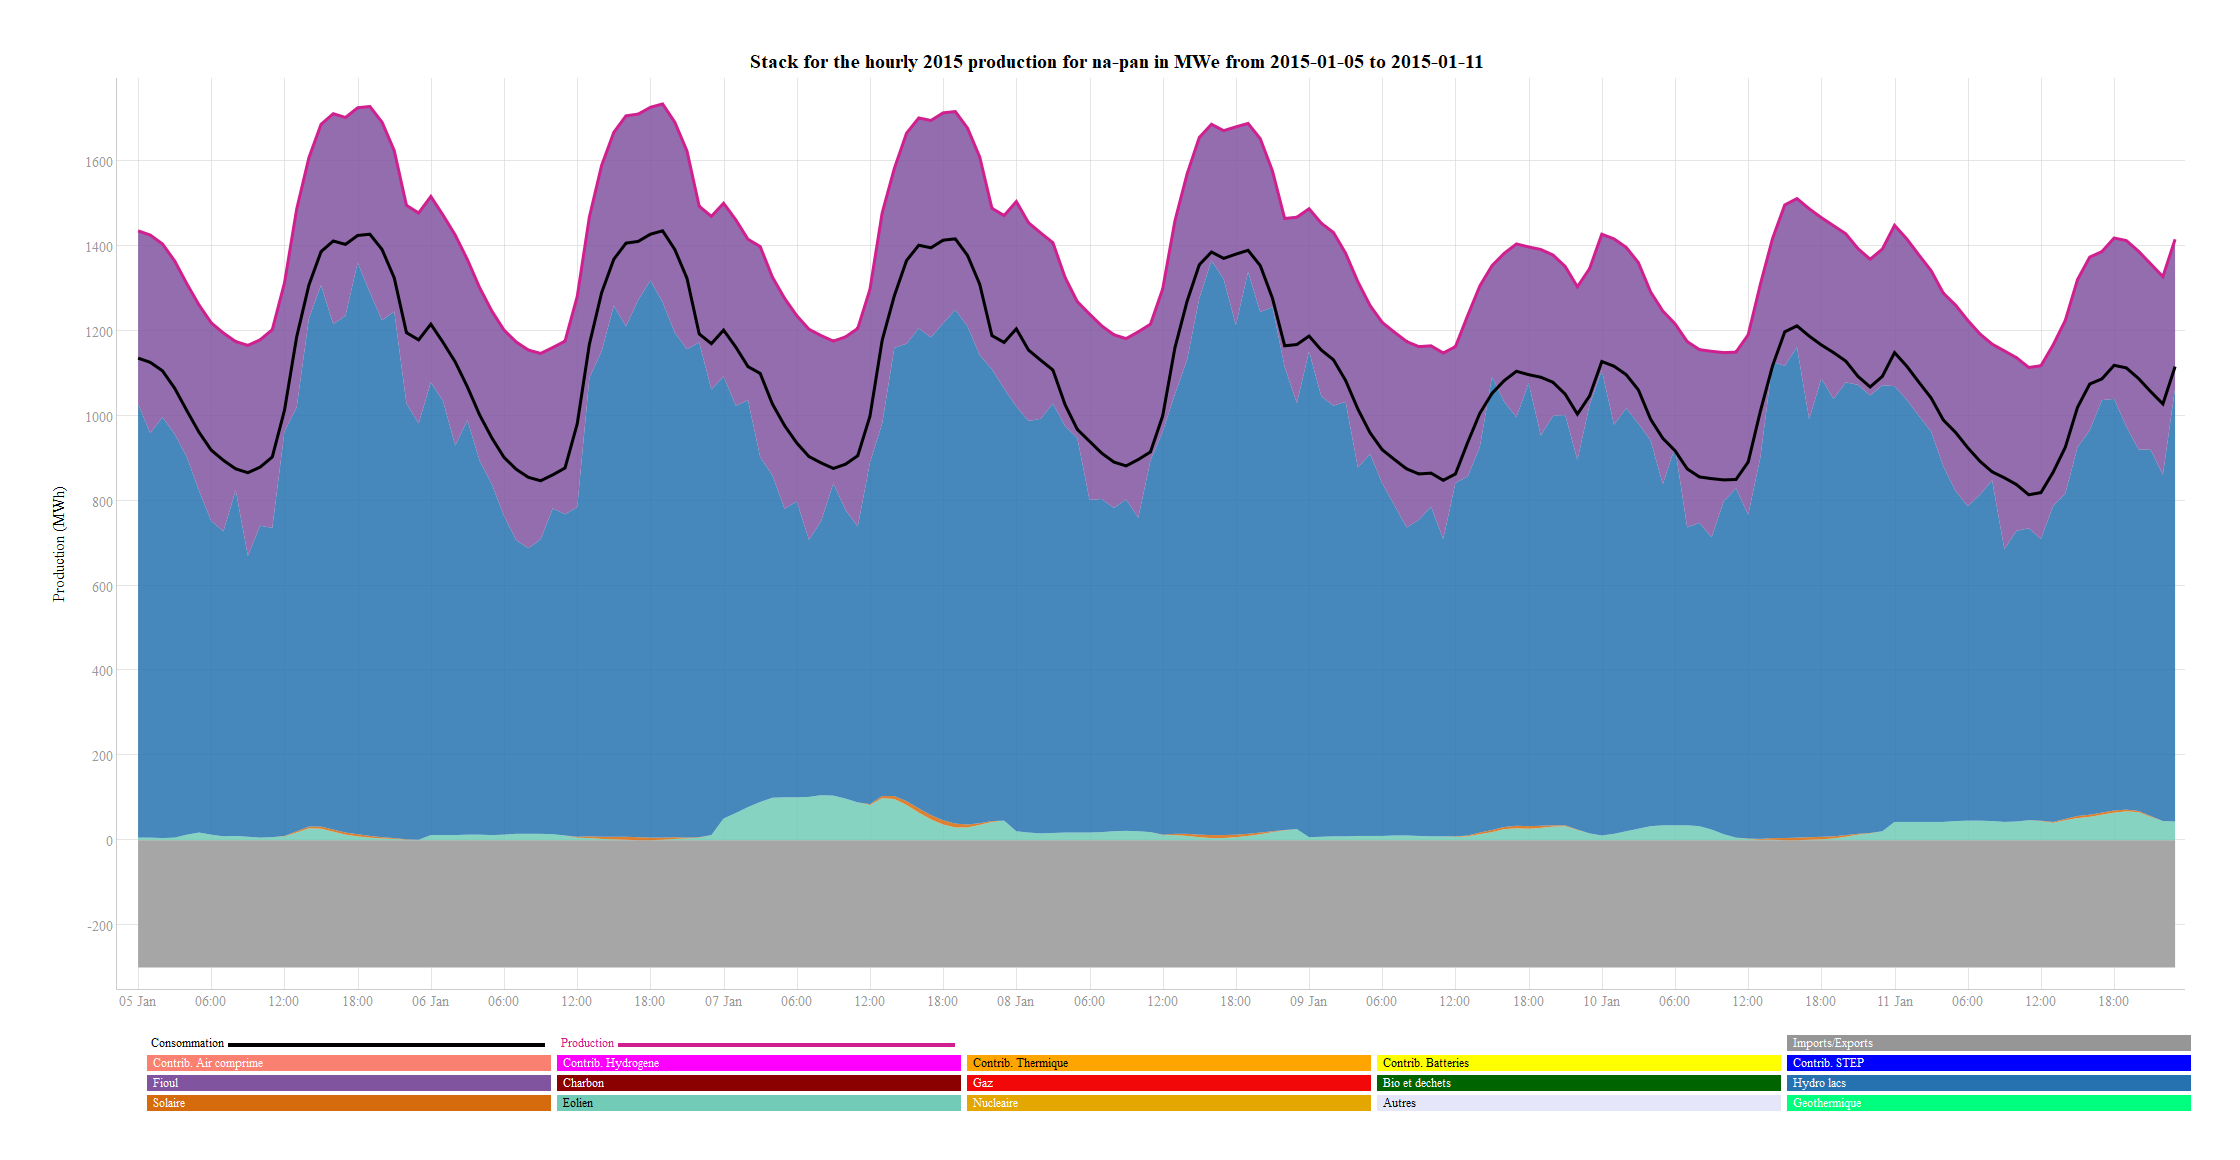 Stack for the hourly 2015 production for na-pan in MWe from 2015-01-05 to 2015-01-11
1600
1400
1200
1000
800
600
400
200
0
-200
Production (MWh)
05 Jan 06:00 12:00 18:00 06 Jan 06:00 12:00 18:00 07 Jan 06:00 12:00 18:00 08 Jan 06:00 12:00 18:00 09 Jan 06:00 12:00 18:00 10 Jan 06:00 12:00 18:00 11 Jan 06:00 12:00 18:00
Consommation Production Imports/Exports
Contrib. Air comprime Contrib. Hydrogene Contrib. Thermique Contrib. Batteries Contrib. STEP
Fioul Charbon Gaz Bio et dechets Hydro lacs
Solaire Eolien Nucleaire Autres Geothermique